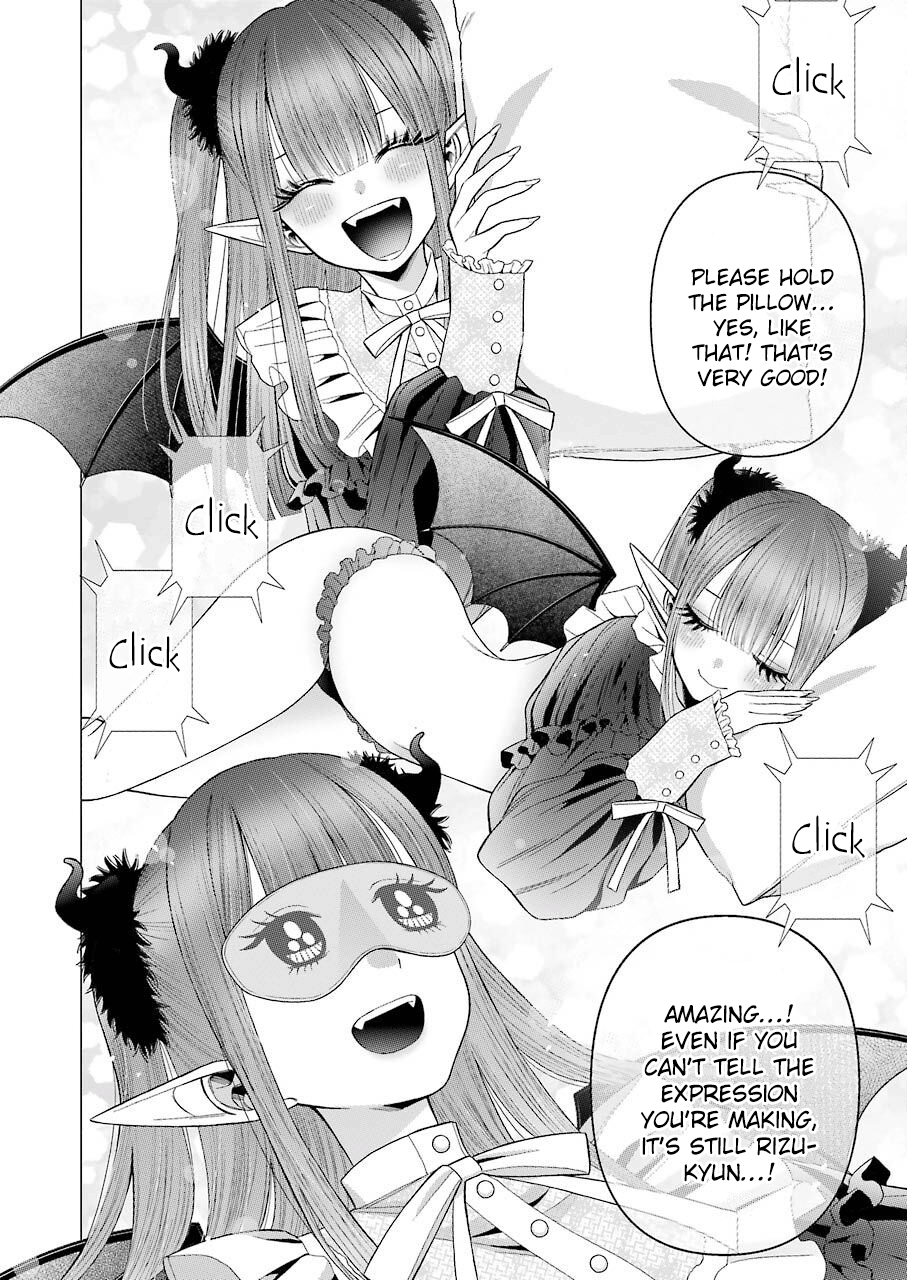 Click
PLEASE HOLD
THE PILLOW...
YES, LIKE
THAT! THAT'S
VERY GOOD!
Click
Click
Click
AMAZING...!
EVEN IF YOU
CAN'T TELL THE
EXPRESSION
YOU'RE MAKING,
IT'S STILL RIZU-
KYUN...!